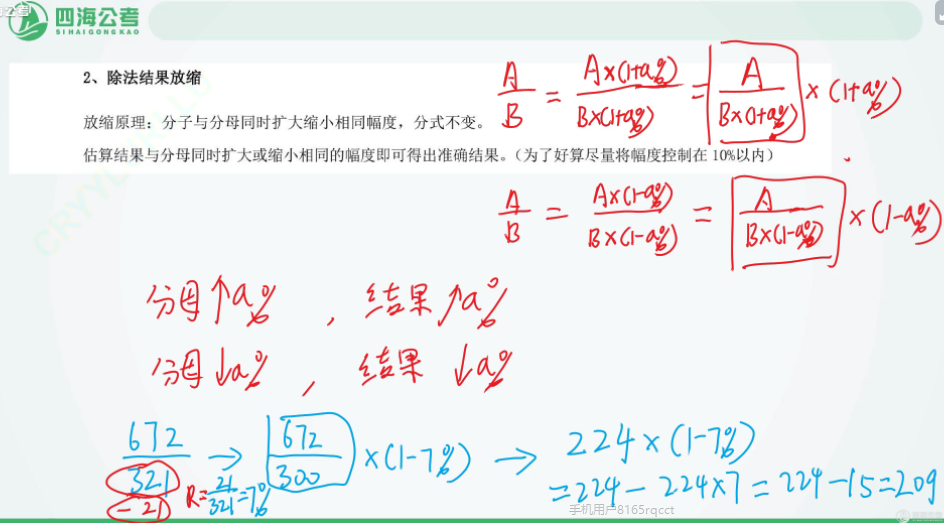 四海公考
SIHAIGONGKAO
2、除法结果放缩
放缩原理：分子与分母同时扩大缩小相同幅度，分式不变。
估算结果与分母同时扩大或缩小相同的幅度即可得出准确结果。（为了好算尽量将幅度控制在 10%以内）
A/B = A×(1+a%)/B×(1+a%) = A/B×(1+a%) ×(1+a%)
A/B = A×(1-a%)/B×(1-a%) = A/B×(1-a%) ×(1-a%)
分母↑a%，结果↑a%
分母↓a%，结果↓a%
672/321 → 672/300 ×(1-7%) → 224×(1-7%)
-21 R=21/321=7% =224-224×7%=224-15=209
手机用户8165rqcct